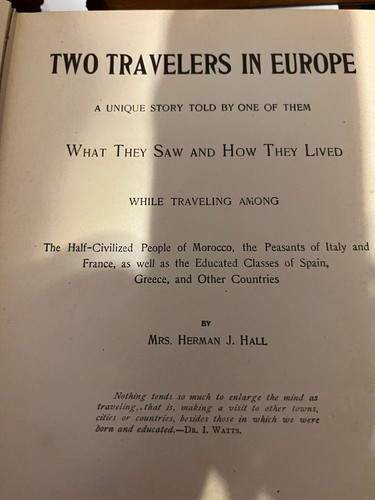 TWO TRAVELERS IN EUROPE
A UNIQUE STORY TOLD BY ONE OF THEM
WHAT THEY SAW AND HOW THEY LIVED
WHILE TRAVELING AMONG
The Half-Civilized People of Morocco, the Peasants of Italy and
France, as well as the Educated Classes of Spain,
Greece, and Other Countries
BY
MRS. HERMAN J. HALL
Nothing tends so much to enlarge the mind as
traveling, that is, making a visit to other towns,
cities or countries, besides those in which we were
born and educated.—DR. I. WATTS.